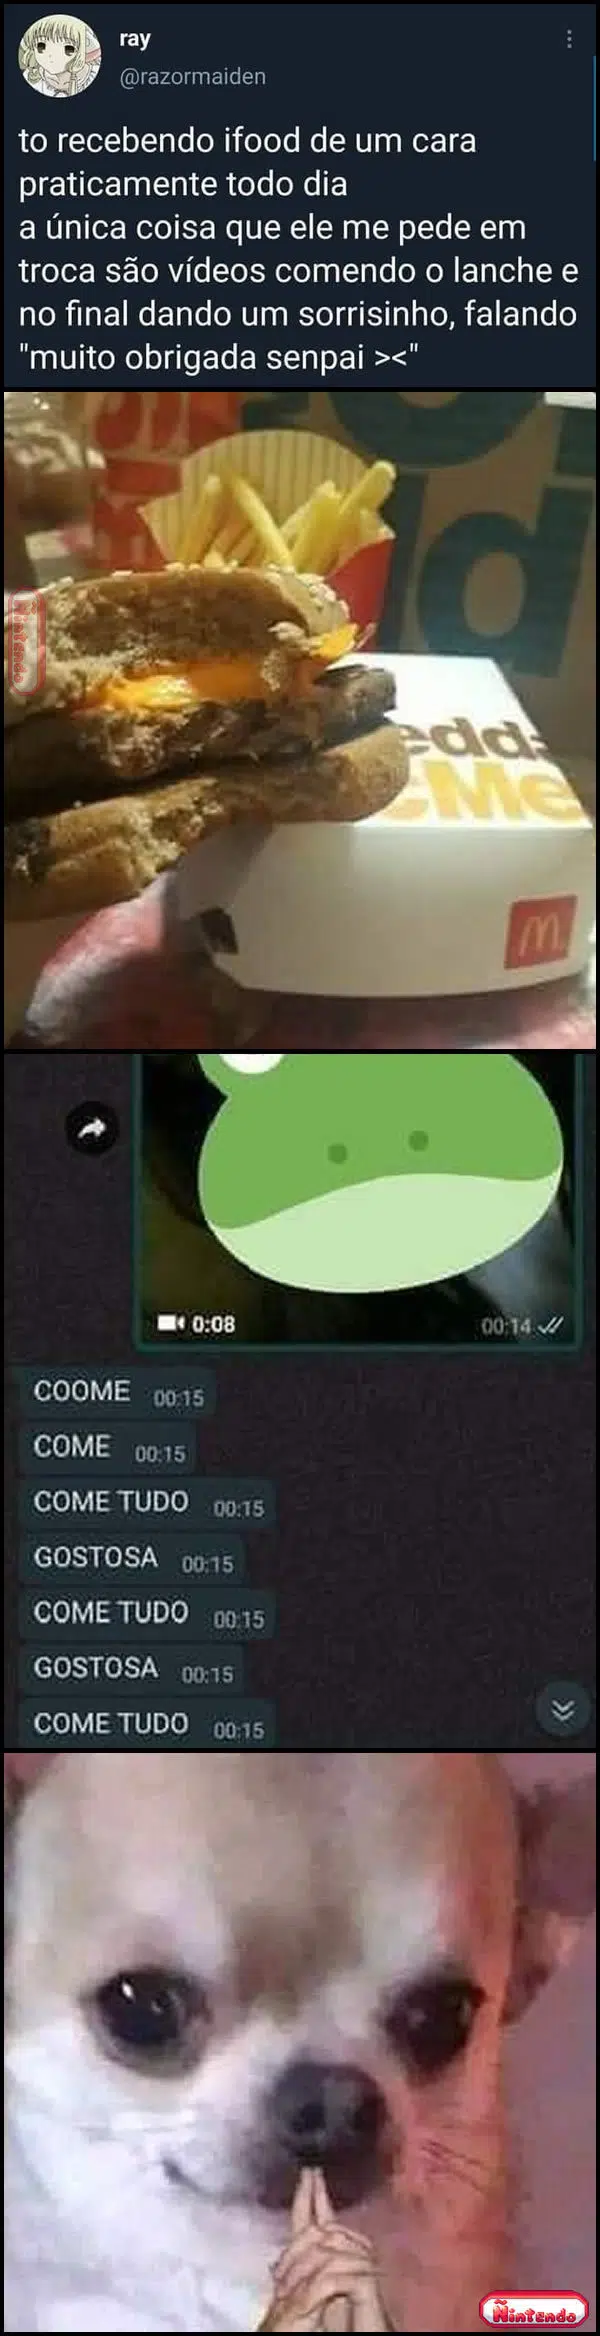 ray
@razormaiden
to recebendo ifood de um cara
praticamente todo dia
a única coisa que ele me pede em
troca são vídeos comendo o lanche e
no final dando um sorrisinho, falando
"muito obrigada senpai ><"
Ñintendo
edd
cMe
M
0:08
00:14
COOME 00:15
COME 00:15
COME TUDO 00:15
GOSTOSA 00:15
COME TUDO 00:15
GOSTOSA 00:15
COME TUDO 00:15
Ñintendo